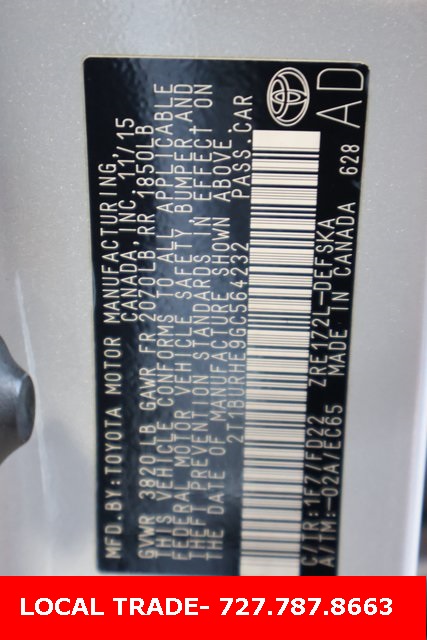 MFD. BY: TOYOTA MOTOR MANUFACTURING,
CANADA, INC. 11/15
GVWR 3820LB GAWR FR 2070LB RR 1850LB
THIS VEHICLE CONFORMS TO ALL APPLICABLE
FEDERAL MOTOR VEHICLE SAFETY, BUMPER AND
THEFT PREVENTION STANDARDS IN EFFECT ON
THE DATE OF MANUFACTURE SHOWN ABOVE
2T1BURHE9GC564232 PASS. CAR
C/TR:1F7/FD22 ZRE172L-DEFSKA
A/TM:-02A/EC65 MADE IN CANADA 628
AD
LOCAL TRADE- 727.787.8663